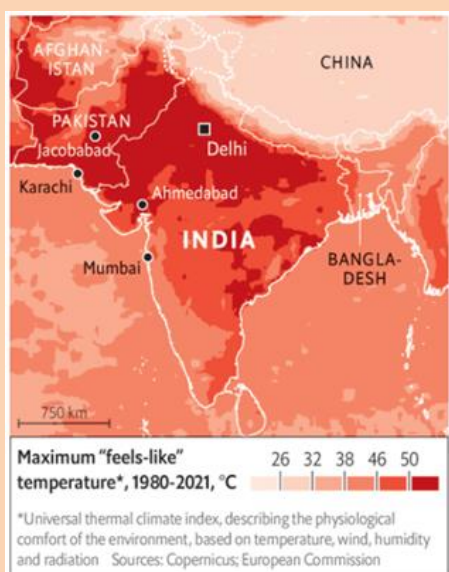 AFGHAN-
ISTAN
CHINA
PAKISTAN
Jacobabad
Delhi
Karachi
Ahmedabad
INDIA
Mumbai
BANGLA-
DESH
750 km
Maximum “feels-like”
temperature*, 1980-2021, °C
26 32 38 46 50
*Universal thermal climate index, describing the physiological
comfort of the environment, based on temperature, wind, humidity
and radiation Sources: Copernicus; European Commission